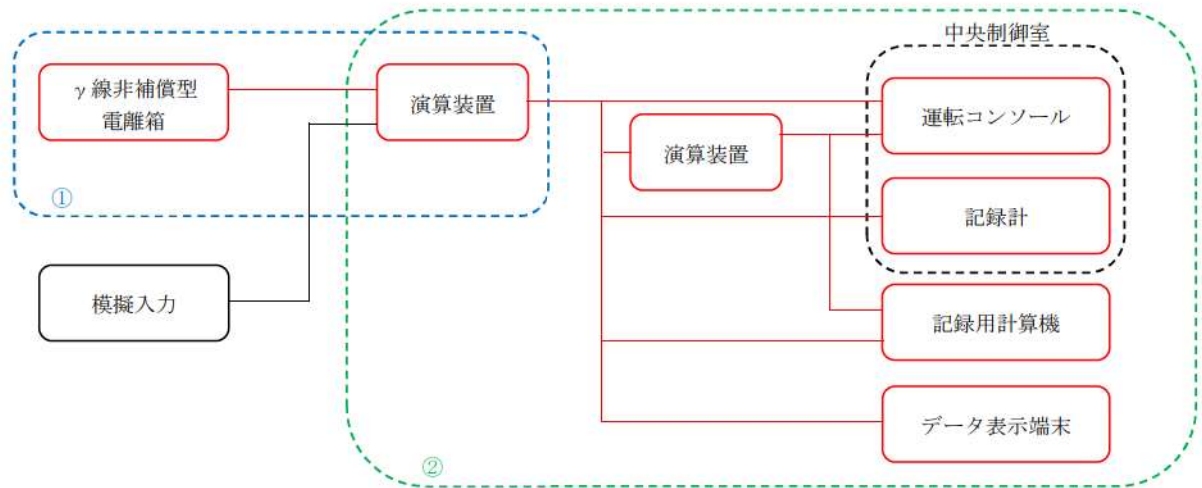 中央制御室
γ線非補償型
電離箱
演算装置
運転コンソール
演算装置
①
記録計
模擬入力
記録用計算機
データ表示端末
②